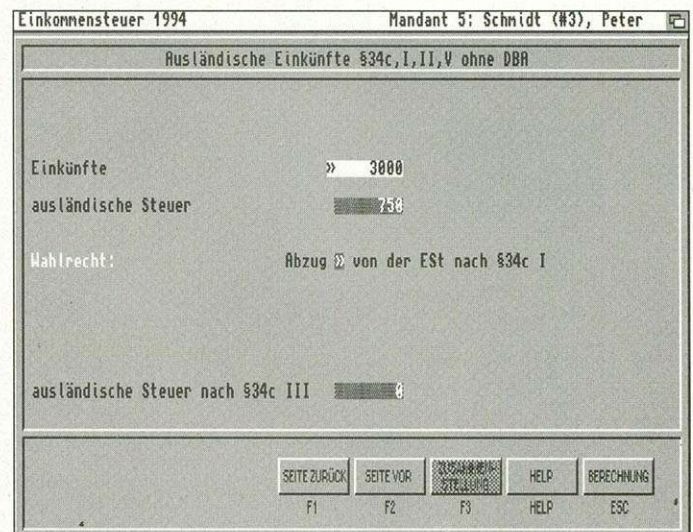 Einkommensteuer 1994 Mandant 5: Schmidt (#3), Peter
Ausländische Einkünfte §34c,I,II,V ohne DBA
Einkünfte » 3000
ausländische Steuer 750
Wahlrecht: Abzug » von der ESt nach §34c I
ausländische Steuer nach §34c III 0
SEITE ZURÜCK SEITE VOR ZUSAMMEN- HELP BERECHNUNG
STELLUNG
F1 F2 F3 HELP ESC